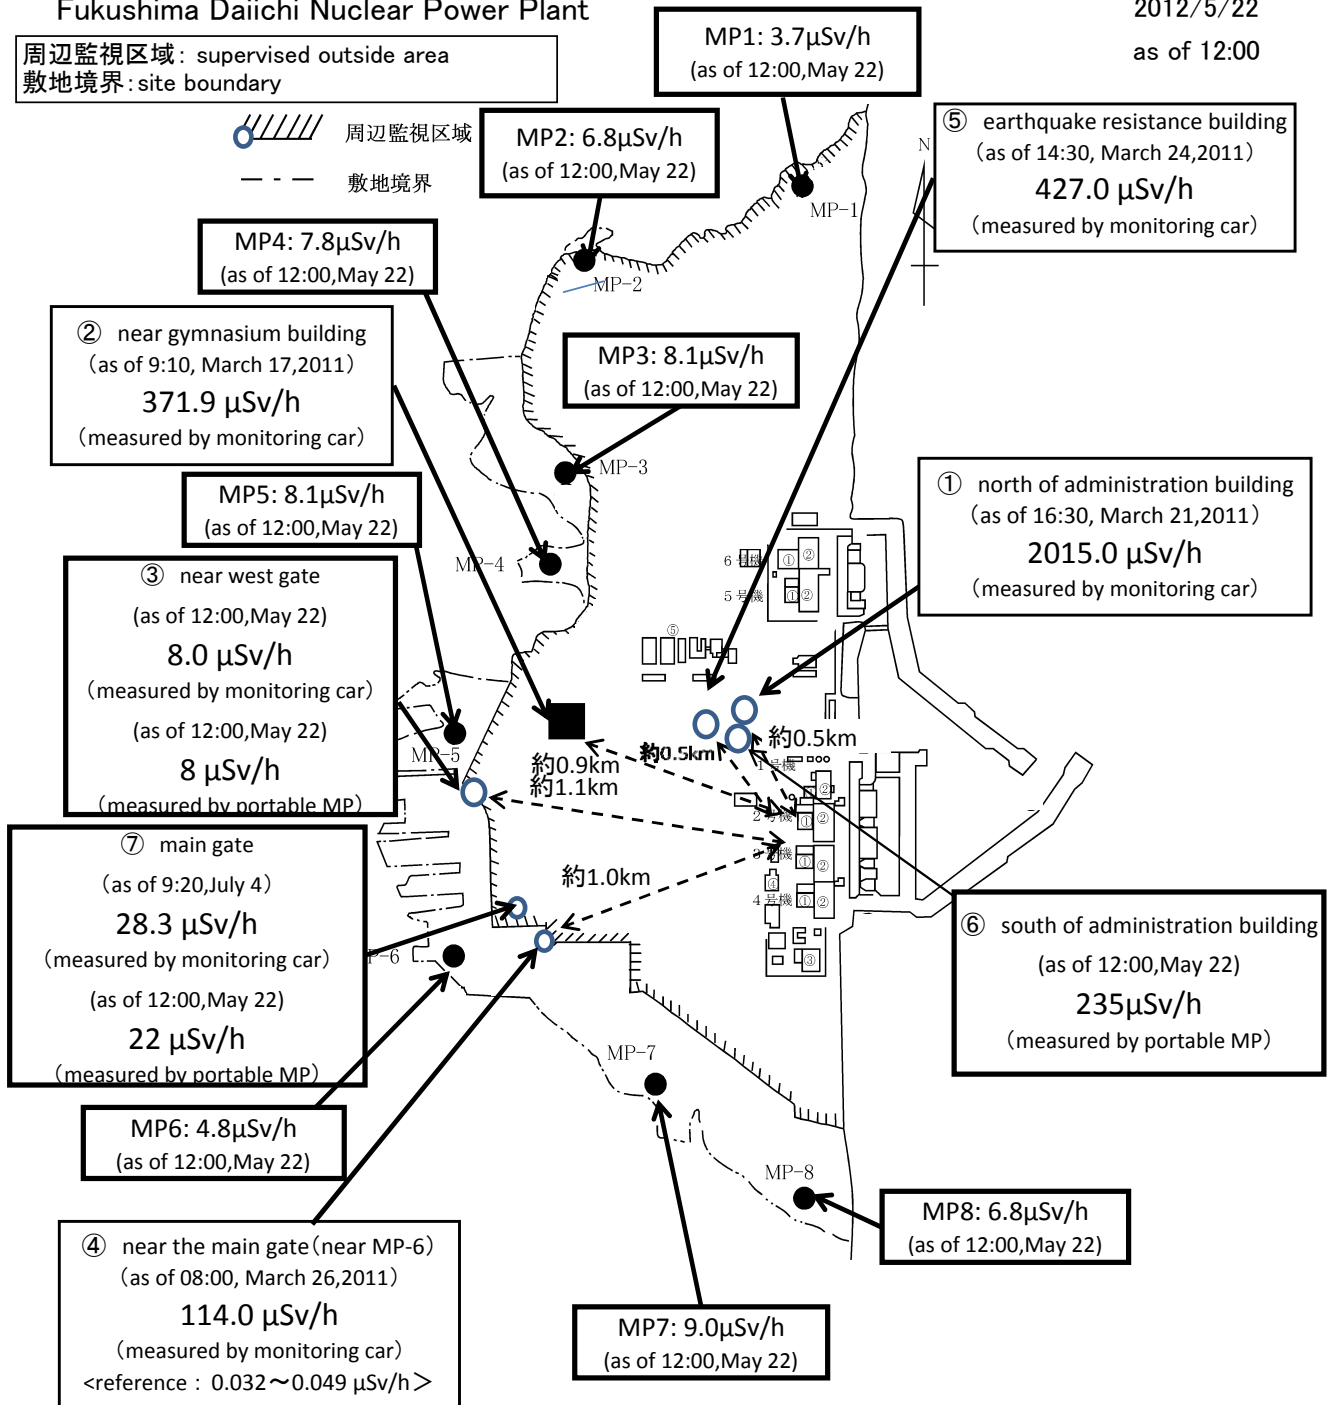 Fukushima Daiichi Nuclear Power Plant
2012/5/22
as of 12:00
周辺監視区域: supervised outside area
敷地境界:site boundary
周辺監視区域
敷地境界
MP1: 3.7μSv/h
(as of 12:00,May 22)
MP2: 6.8μSv/h
(as of 12:00,May 22)
⑤ earthquake resistance building
(as of 14:30, March 24,2011)
427.0 μSv/h
(measured by monitoring car)
N
MP-1
MP4: 7.8μSv/h
(as of 12:00,May 22)
MP-2
② near gymnasium building
(as of 9:10, March 17,2011)
371.9 μSv/h
(measured by monitoring car)
MP3: 8.1μSv/h
(as of 12:00,May 22)
MP-3
MP5: 8.1μSv/h
(as of 12:00,May 22)
① north of administration building
(as of 16:30, March 21,2011)
2015.0 μSv/h
(measured by monitoring car)
MP-4
6号機
① ②
5号機
① ②
③ near west gate
(as of 12:00,May 22)
8.0 μSv/h
(measured by monitoring car)
(as of 12:00,May 22)
8 μSv/h
(measured by portable MP)
⑤
MP-5
約0.9km
約1.1km
約0.5km
約0.5km
1号機
②
2号機
① ②
3号機
① ②
④
4号機
① ②
③
約1.0km
⑦ main gate
(as of 9:20,July 4)
28.3 μSv/h
(measured by monitoring car)
(as of 12:00,May 22)
22 μSv/h
(measured by portable MP)
P-6
⑥ south of administration building
(as of 12:00,May 22)
235μSv/h
(measured by portable MP)
MP-7
MP6: 4.8μSv/h
(as of 12:00,May 22)
MP-8
MP8: 6.8μSv/h
(as of 12:00,May 22)
④ near the main gate(near MP-6)
(as of 08:00, March 26,2011)
114.0 μSv/h
(measured by monitoring car)
<reference : 0.032～0.049 μSv/h>
MP7: 9.0μSv/h
(as of 12:00,May 22)